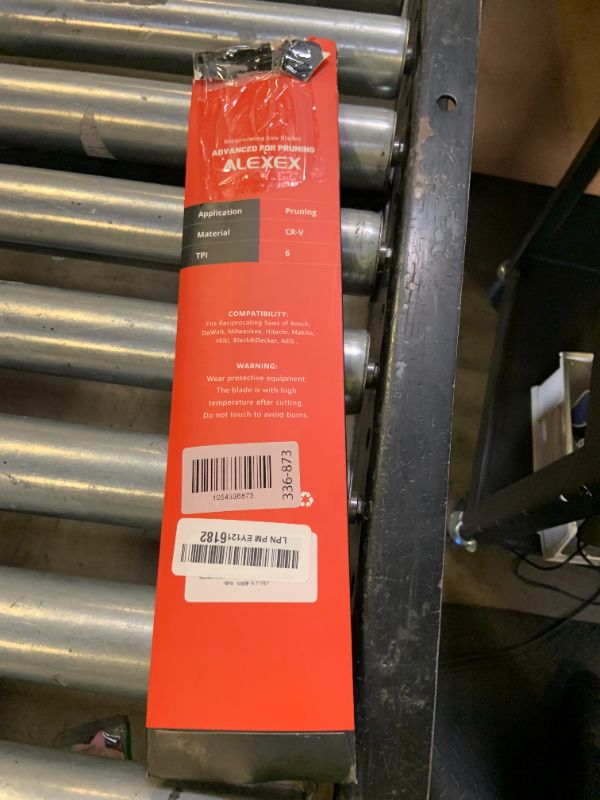 Reciprocating Saw Blades
ADVANCED FOR PRUNING
ALEXEX
Application Pruning
Material CR-V
TPI 6
COMPATIBILITY:
Fits Reciprocating Saws of Bosch,
DeWalt, Milwaukee, Hitachi, Makita,
Hilti, Black&Decker, AEG..
WARNING:
Wear protective equipment.
The blade is with high
temperature after cutting.
Do not touch to avoid burns.
1054336873
336-873
LPN PM EY1216182